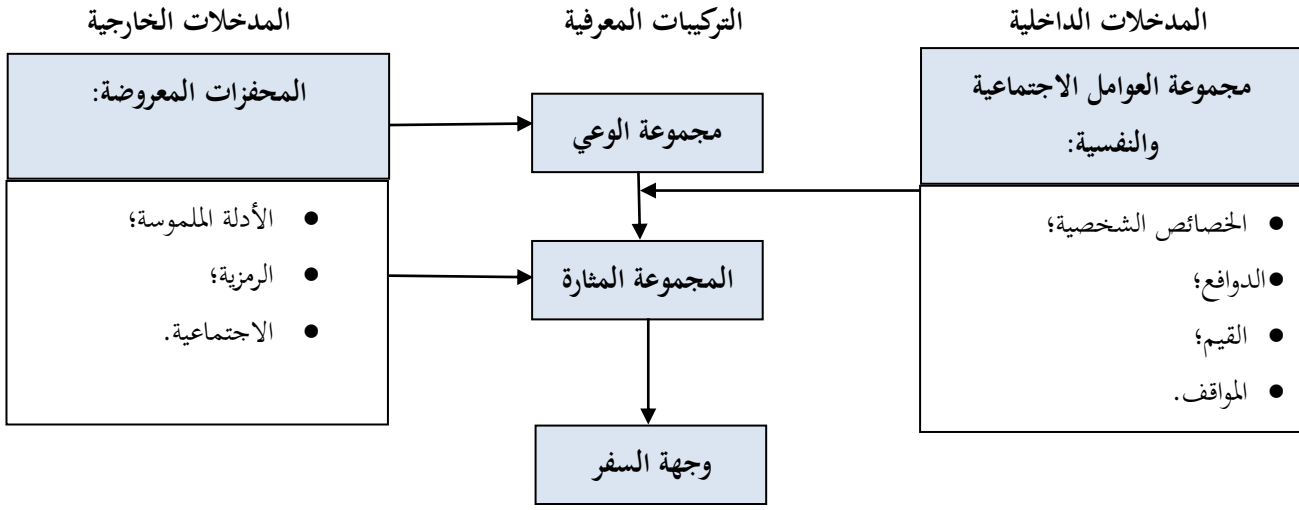 المدخلات الداخلية
التركيبات المعرفية
المدخلات الخارجية
مجموعة العوامل الاجتماعية
والنفسية:
● الخصائص الشخصية؛
●الدوافع؛
● القيم؛
● المواقف.
مجموعة الوعي
المجموعة المثارة
وجهة السفر
المحفزات المعروضة:
● الأدلة الملموسة؛
● الرمزية؛
● الاجتماعية.